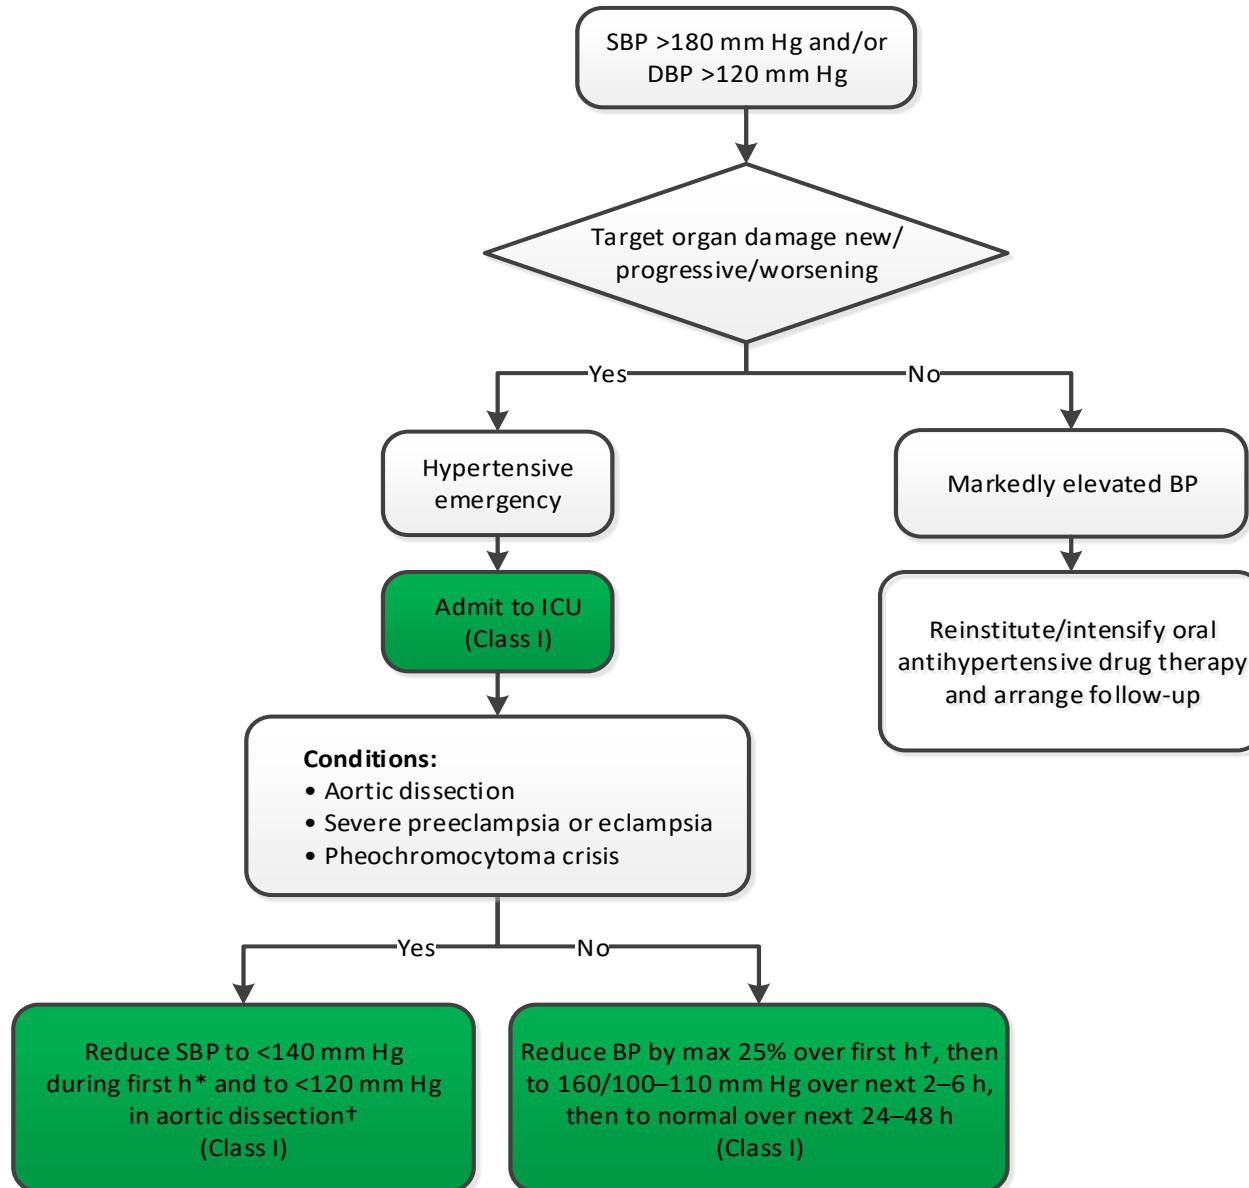 SBP >180 mm Hg and/or
DBP >120 mm Hg
Target organ damage new/
progressive/worsening
Yes
No
Hypertensive
emergency
Markedly elevated BP
Admit to ICU
(Class I)
Reinstitute/intensify oral
antihypertensive drug therapy
and arrange follow-up
Conditions:
• Aortic dissection
• Severe preeclampsia or eclampsia
• Pheochromocytoma crisis
Yes
No
Reduce SBP to <140 mm Hg
during first h* and to <120 mm Hg
in aortic dissection†
(Class I)
Reduce BP by max 25% over first h†, then
to 160/100–110 mm Hg over next 2–6 h,
then to normal over next 24–48 h
(Class I)